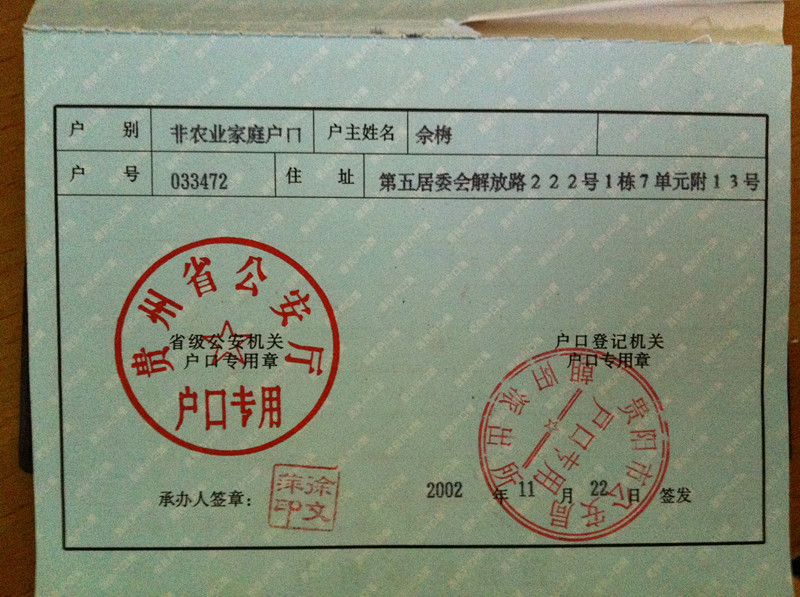 户 别 非农业家庭户口 户主姓名 佘梅
户 号 033472 住 址 第五居委会解放路222号1栋7单元附13号
贵州省公安厅
户口专用
省级公安机关
户口专用章
户口登记机关
户口专用章
贵阳市公安局
派出所
户口专用
承办人签章:
徐文
萍印
2002 年 11 月 22 日 签发